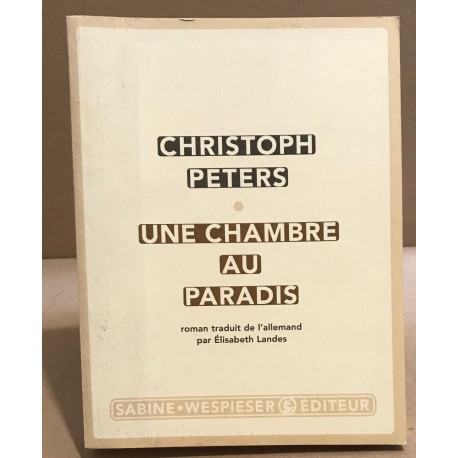 CHRISTOPH
PETERS
UNE CHAMBRE
AU
PARADIS
roman traduit de l'allemand
par Élisabeth Landes
SABINE • WESPIESER ÉDITEUR